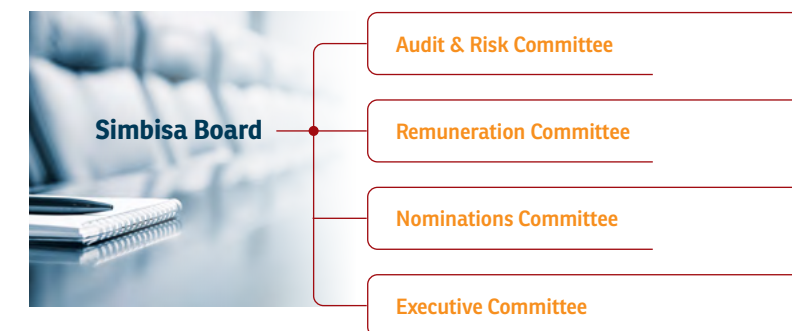 Simbisa Board
Audit & Risk Committee
Remuneration Committee
Nominations Committee
Executive Committee